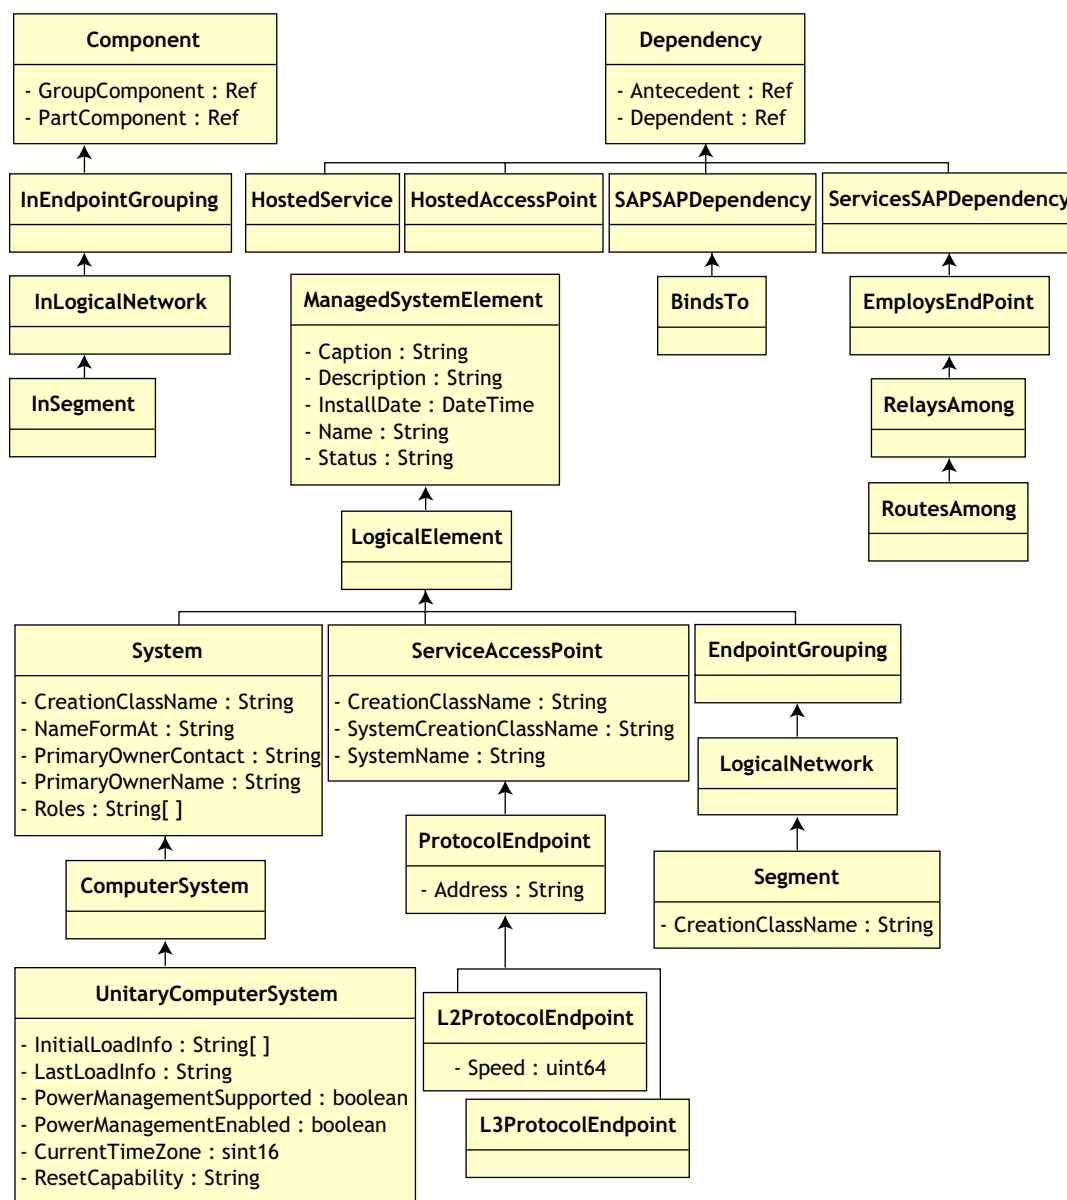 Component
- GroupComponent : Ref
- PartComponent : Ref
Dependency
- Antecedent : Ref
- Dependent : Ref
InEndpointGrouping
HostedService
HostedAccessPoint
SAPSAPDependency
ServicesSAPDependency
InLogicalNetwork
InSegment
ManagedSystemElement
- Caption : String
- Description : String
- InstallDate : DateTime
- Name : String
- Status : String
BindsTo
EmploysEndPoint
RelaysAmong
RoutesAmong
LogicalElement
System
- CreationClassName : String
- NameFormAt : String
- PrimaryOwnerContact : String
- PrimaryOwnerName : String
- Roles : String[ ]
ServiceAccessPoint
- CreationClassName : String
- SystemCreationClassName : String
- SystemName : String
EndpointGrouping
LogicalNetwork
ProtocolEndpoint
- Address : String
Segment
- CreationClassName : String
ComputerSystem
UnitaryComputerSystem
- InitialLoadInfo : String[ ]
- LastLoadInfo : String
- PowerManagementSupported : boolean
- PowerManagementEnabled : boolean
- CurrentTimeZone : sint16
- ResetCapability : String
L2ProtocolEndpoint
- Speed : uint64
L3ProtocolEndpoint